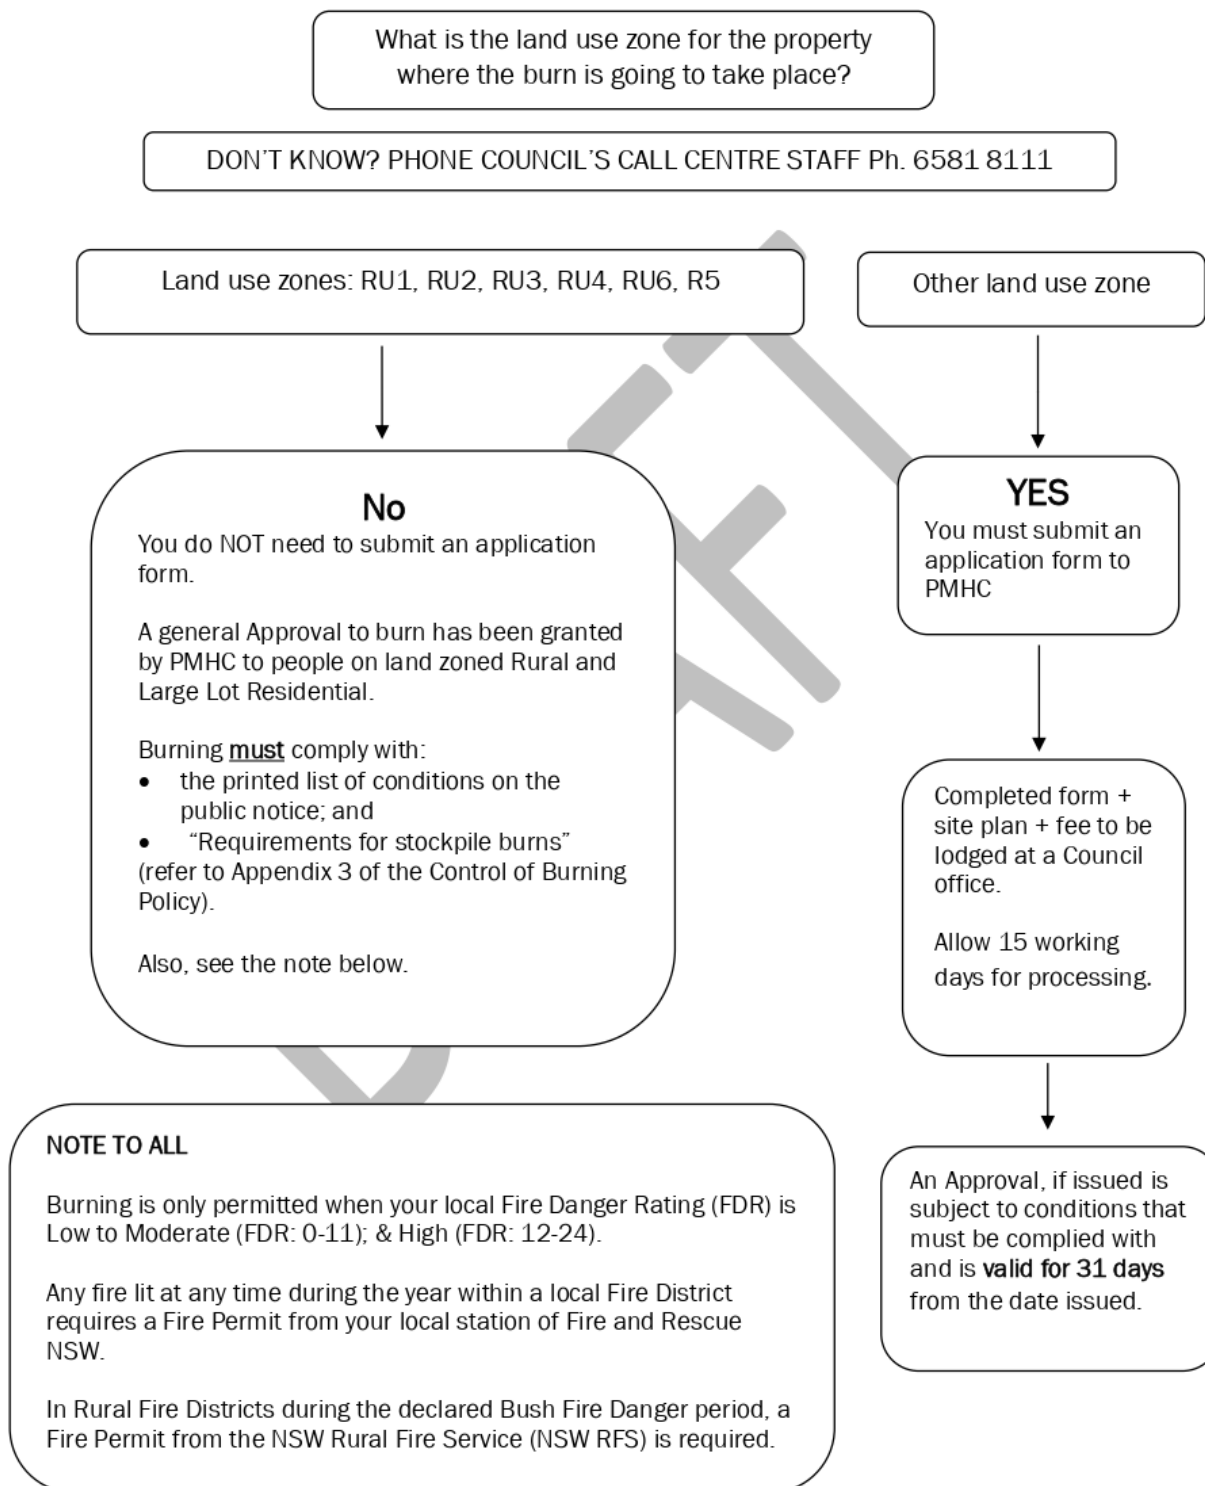 What is the land use zone for the property
where the burn is going to take place?
DON'T KNOW? PHONE COUNCIL'S CALL CENTRE STAFF Ph. 6581 8111
Land use zones: RU1, RU2, RU3, RU4, RU6, R5
Other land use zone
No
You do NOT need to submit an application
form.
A general Approval to burn has been granted
by PMHC to people on land zoned Rural and
Large Lot Residential.
Burning must comply with:
• the printed list of conditions on the
public notice; and
• “Requirements for stockpile burns”
(refer to Appendix 3 of the Control of Burning
Policy).
Also, see the note below.
YES
You must submit an
application form to
PMHC
Completed form +
site plan + fee to be
lodged at a Council
office.
Allow 15 working
days for processing.
An Approval, if issued is
subject to conditions that
must be complied with
and is valid for 31 days
from the date issued.
NOTE TO ALL
Burning is only permitted when your local Fire Danger Rating (FDR) is
Low to Moderate (FDR: 0-11); & High (FDR: 12-24).
Any fire lit at any time during the year within a local Fire District
requires a Fire Permit from your local station of Fire and Rescue
NSW.
In Rural Fire Districts during the declared Bush Fire Danger period, a
Fire Permit from the NSW Rural Fire Service (NSW RFS) is required.
DRAFT